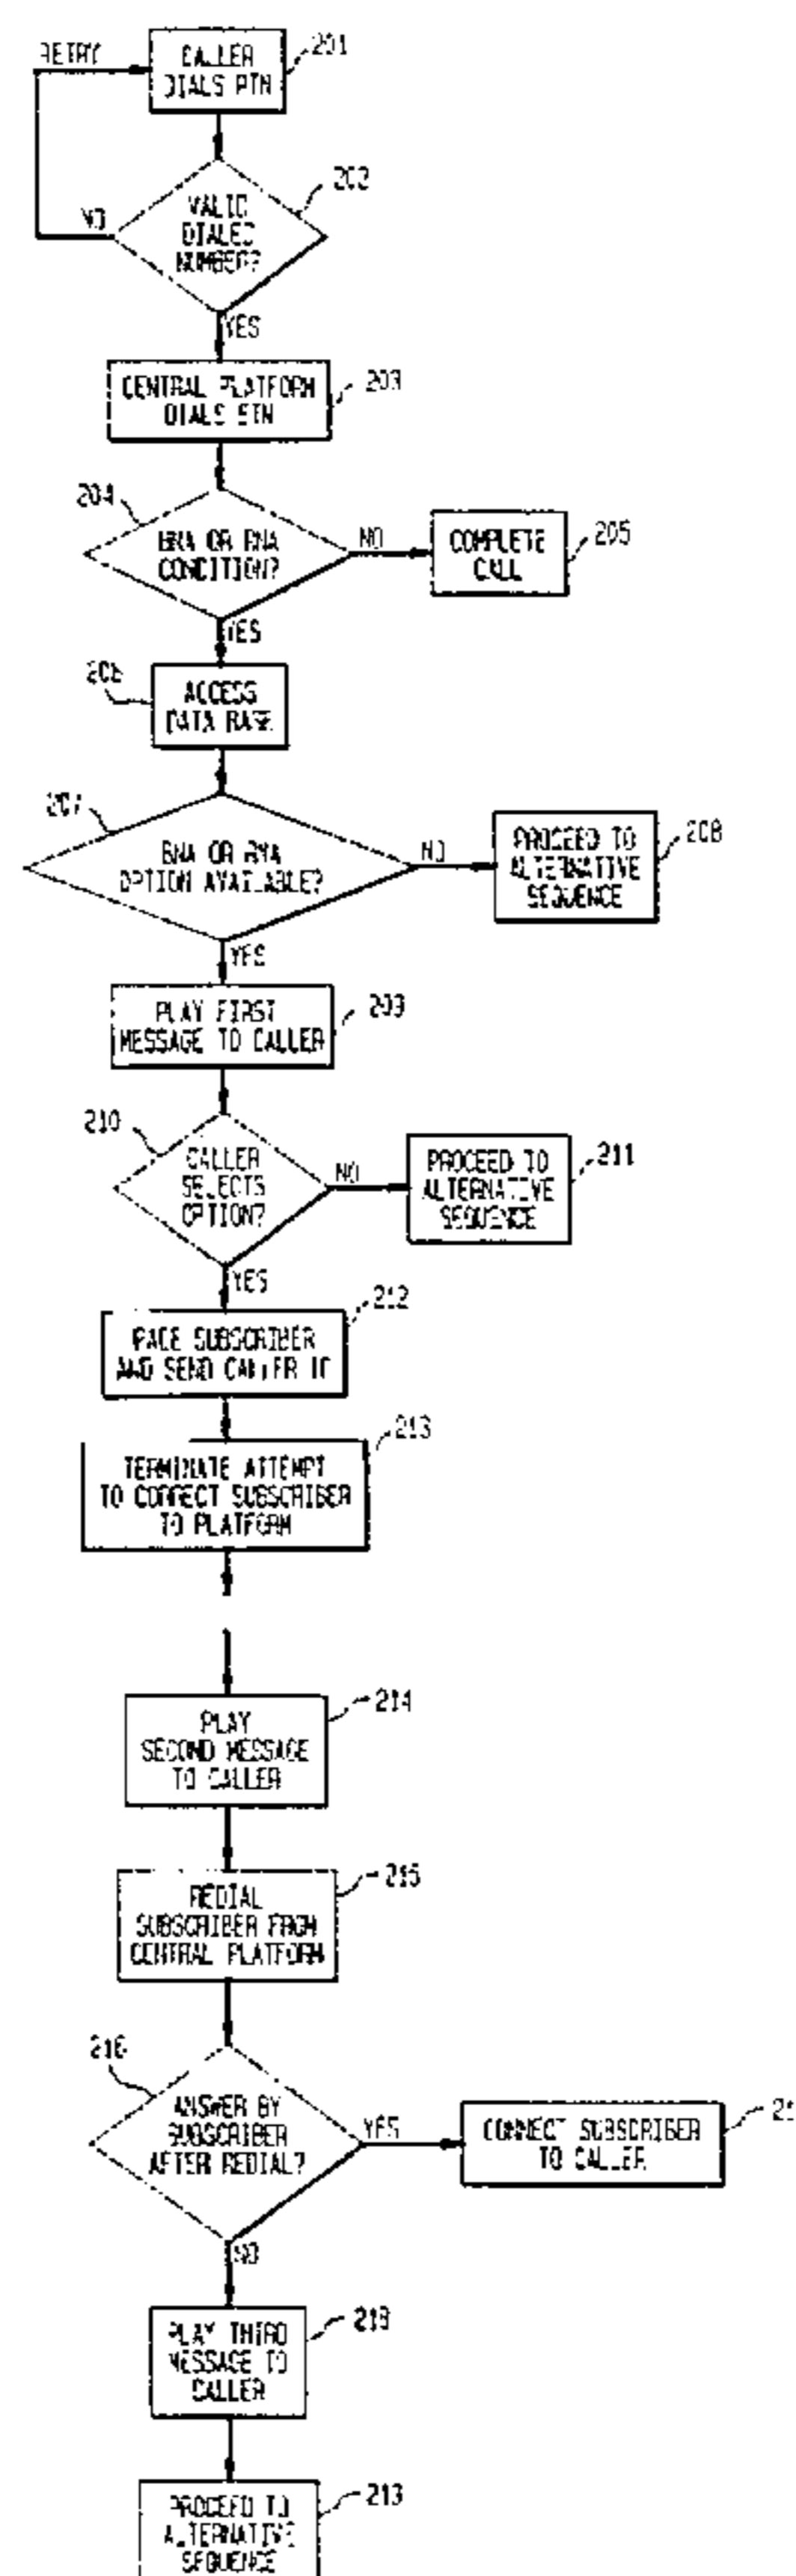 RETRY
CALLER
DIALS PTN
201
VALID
DIALED
NUMBER?
202
NO
YES
CENTRAL PLATFORM
DIALS STN
203
204
BNA OR RNA
CONDITION?
NO
COMPLETE
CALL
205
YES
206
ACCESS
DATA BASE
207
BNA OR RNA
OPTION AVAILABLE?
NO
PROCEED TO
ALTERNATIVE
SEQUENCE
208
YES
PLAY FIRST
MESSAGE TO CALLER
209
210
CALLER
SELECTS
OPTION?
NO
PROCEED TO
ALTERNATIVE
SEQUENCE
211
YES
PAGE SUBSCRIBER
AND SEND CALLER ID
212
TERMINATE ATTEMPT
TO CONNECT SUBSCRIBER
TO PLATFORM
213
PLAY
SECOND MESSAGE
TO CALLER
214
REDIAL
SUBSCRIBER FROM
CENTRAL PLATFORM
215
216
ANSWER BY
SUBSCRIBER
AFTER REDIAL?
YES
CONNECT SUBSCRIBER
TO CALLER
NO
PLAY THIRD
MESSAGE TO
CALLER
PROCEED TO
ALTERNATIVE
SEQUENCE